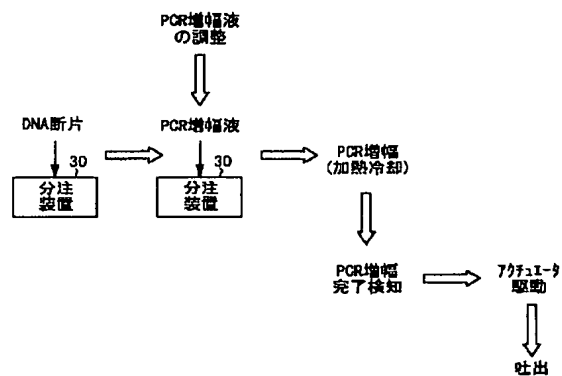 PCR増幅液
の調整
DNA断片
PCR増幅液
30
30
分注
装置
分注
装置
PCR増幅
(加熱冷却)
PCR増幅
完了検知
アクチュエータ
駆動
吐出